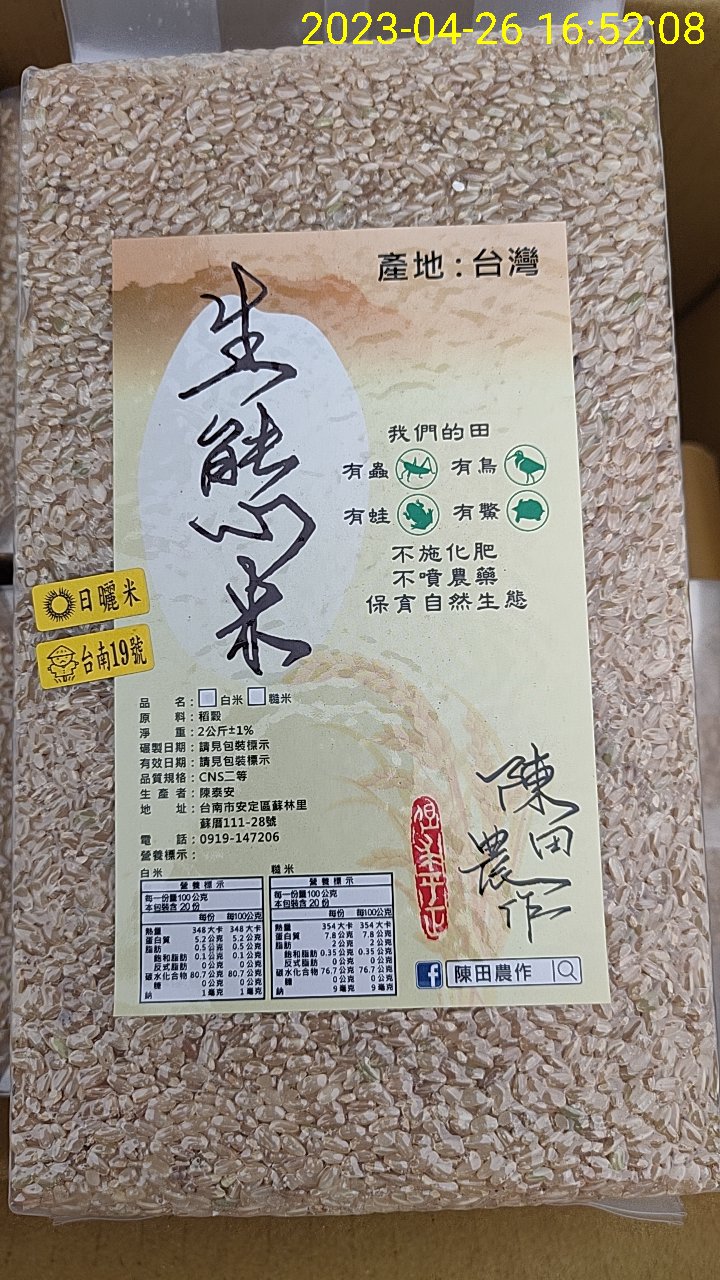 2023-04-26 16:52:08
產地：台灣
生態米
我們的田
有蟲 有鳥
有蛙 有鱉
不施化肥
不噴農藥
保育自然生態
日曬米
台南19號
品　　名：□白米 □糙米
原　　料：稻穀
淨　　重：2公斤±1%
碾製日期：請見包裝標示
有效日期：請見包裝標示
品質規格：CNS二等
生 產 者：陳泰安
地　　址：台南市安定區蘇林里
蘇厝111-28號
電　　話：0919-147206
營養標示：
白米
營養標示
每一份量100公克
本包裝含 20份
每份 每100公克
熱量 348大卡 348大卡
蛋白質 5.2公克 5.2公克
脂肪 0.5公克 0.5公克
飽和脂肪 0.1公克 0.1公克
反式脂肪 0公克 0公克
碳水化合物 80.7公克 80.7公克
糖 0公克 0公克
鈉 1毫克 1毫克
糙米
營養標示
每一份量100公克
本包裝含 20份
每份 每100公克
熱量 354大卡 354大卡
蛋白質 7.8公克 7.8公克
脂肪 2公克 2公克
飽和脂肪 0.35公克 0.35公克
反式脂肪 0公克 0公克
碳水化合物 76.7公克 76.7公克
糖 0公克 0公克
鈉 9毫克 9毫克
陳田
農作
f 陳田農作